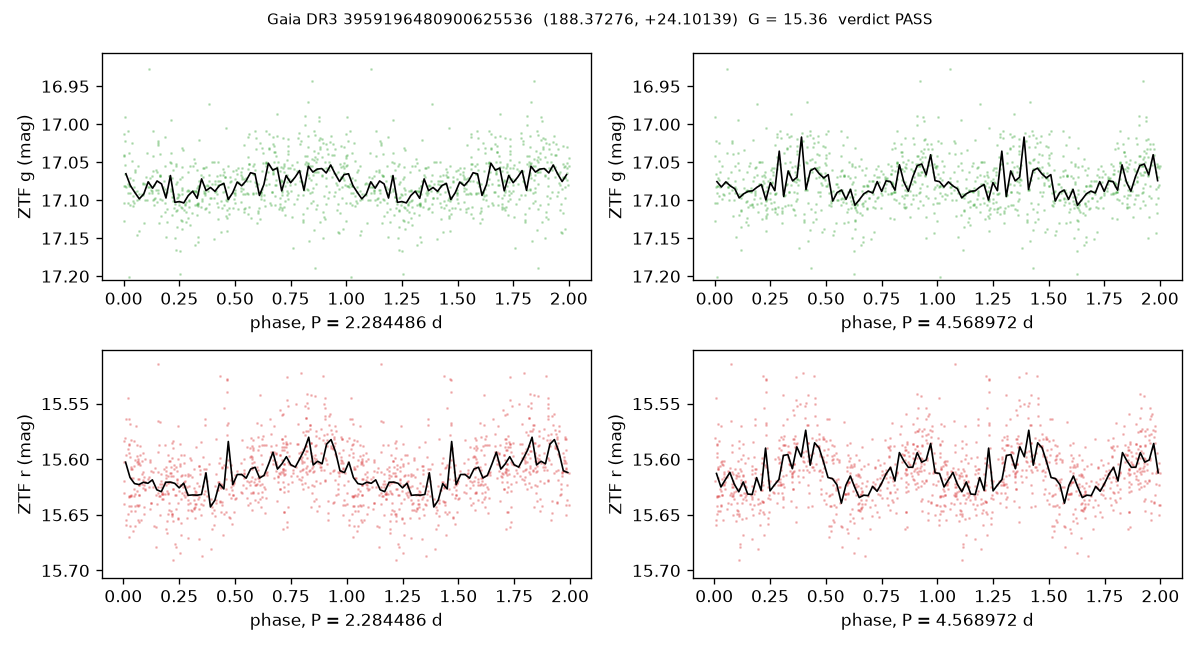 Gaia DR3 3959196480900625536 (188.37276, +24.10139) G = 15.36 verdict PASS
ZTF g (mag)
16.95
17.00
17.05
17.10
17.15
17.20
0.00 0.25 0.50 0.75 1.00 1.25 1.50 1.75 2.00
phase, P = 2.284486 d
ZTF g (mag)
16.95
17.00
17.05
17.10
17.15
17.20
0.00 0.25 0.50 0.75 1.00 1.25 1.50 1.75 2.00
phase, P = 4.568972 d
ZTF r (mag)
15.55
15.60
15.65
15.70
0.00 0.25 0.50 0.75 1.00 1.25 1.50 1.75 2.00
phase, P = 2.284486 d
ZTF r (mag)
15.55
15.60
15.65
15.70
0.00 0.25 0.50 0.75 1.00 1.25 1.50 1.75 2.00
phase, P = 4.568972 d